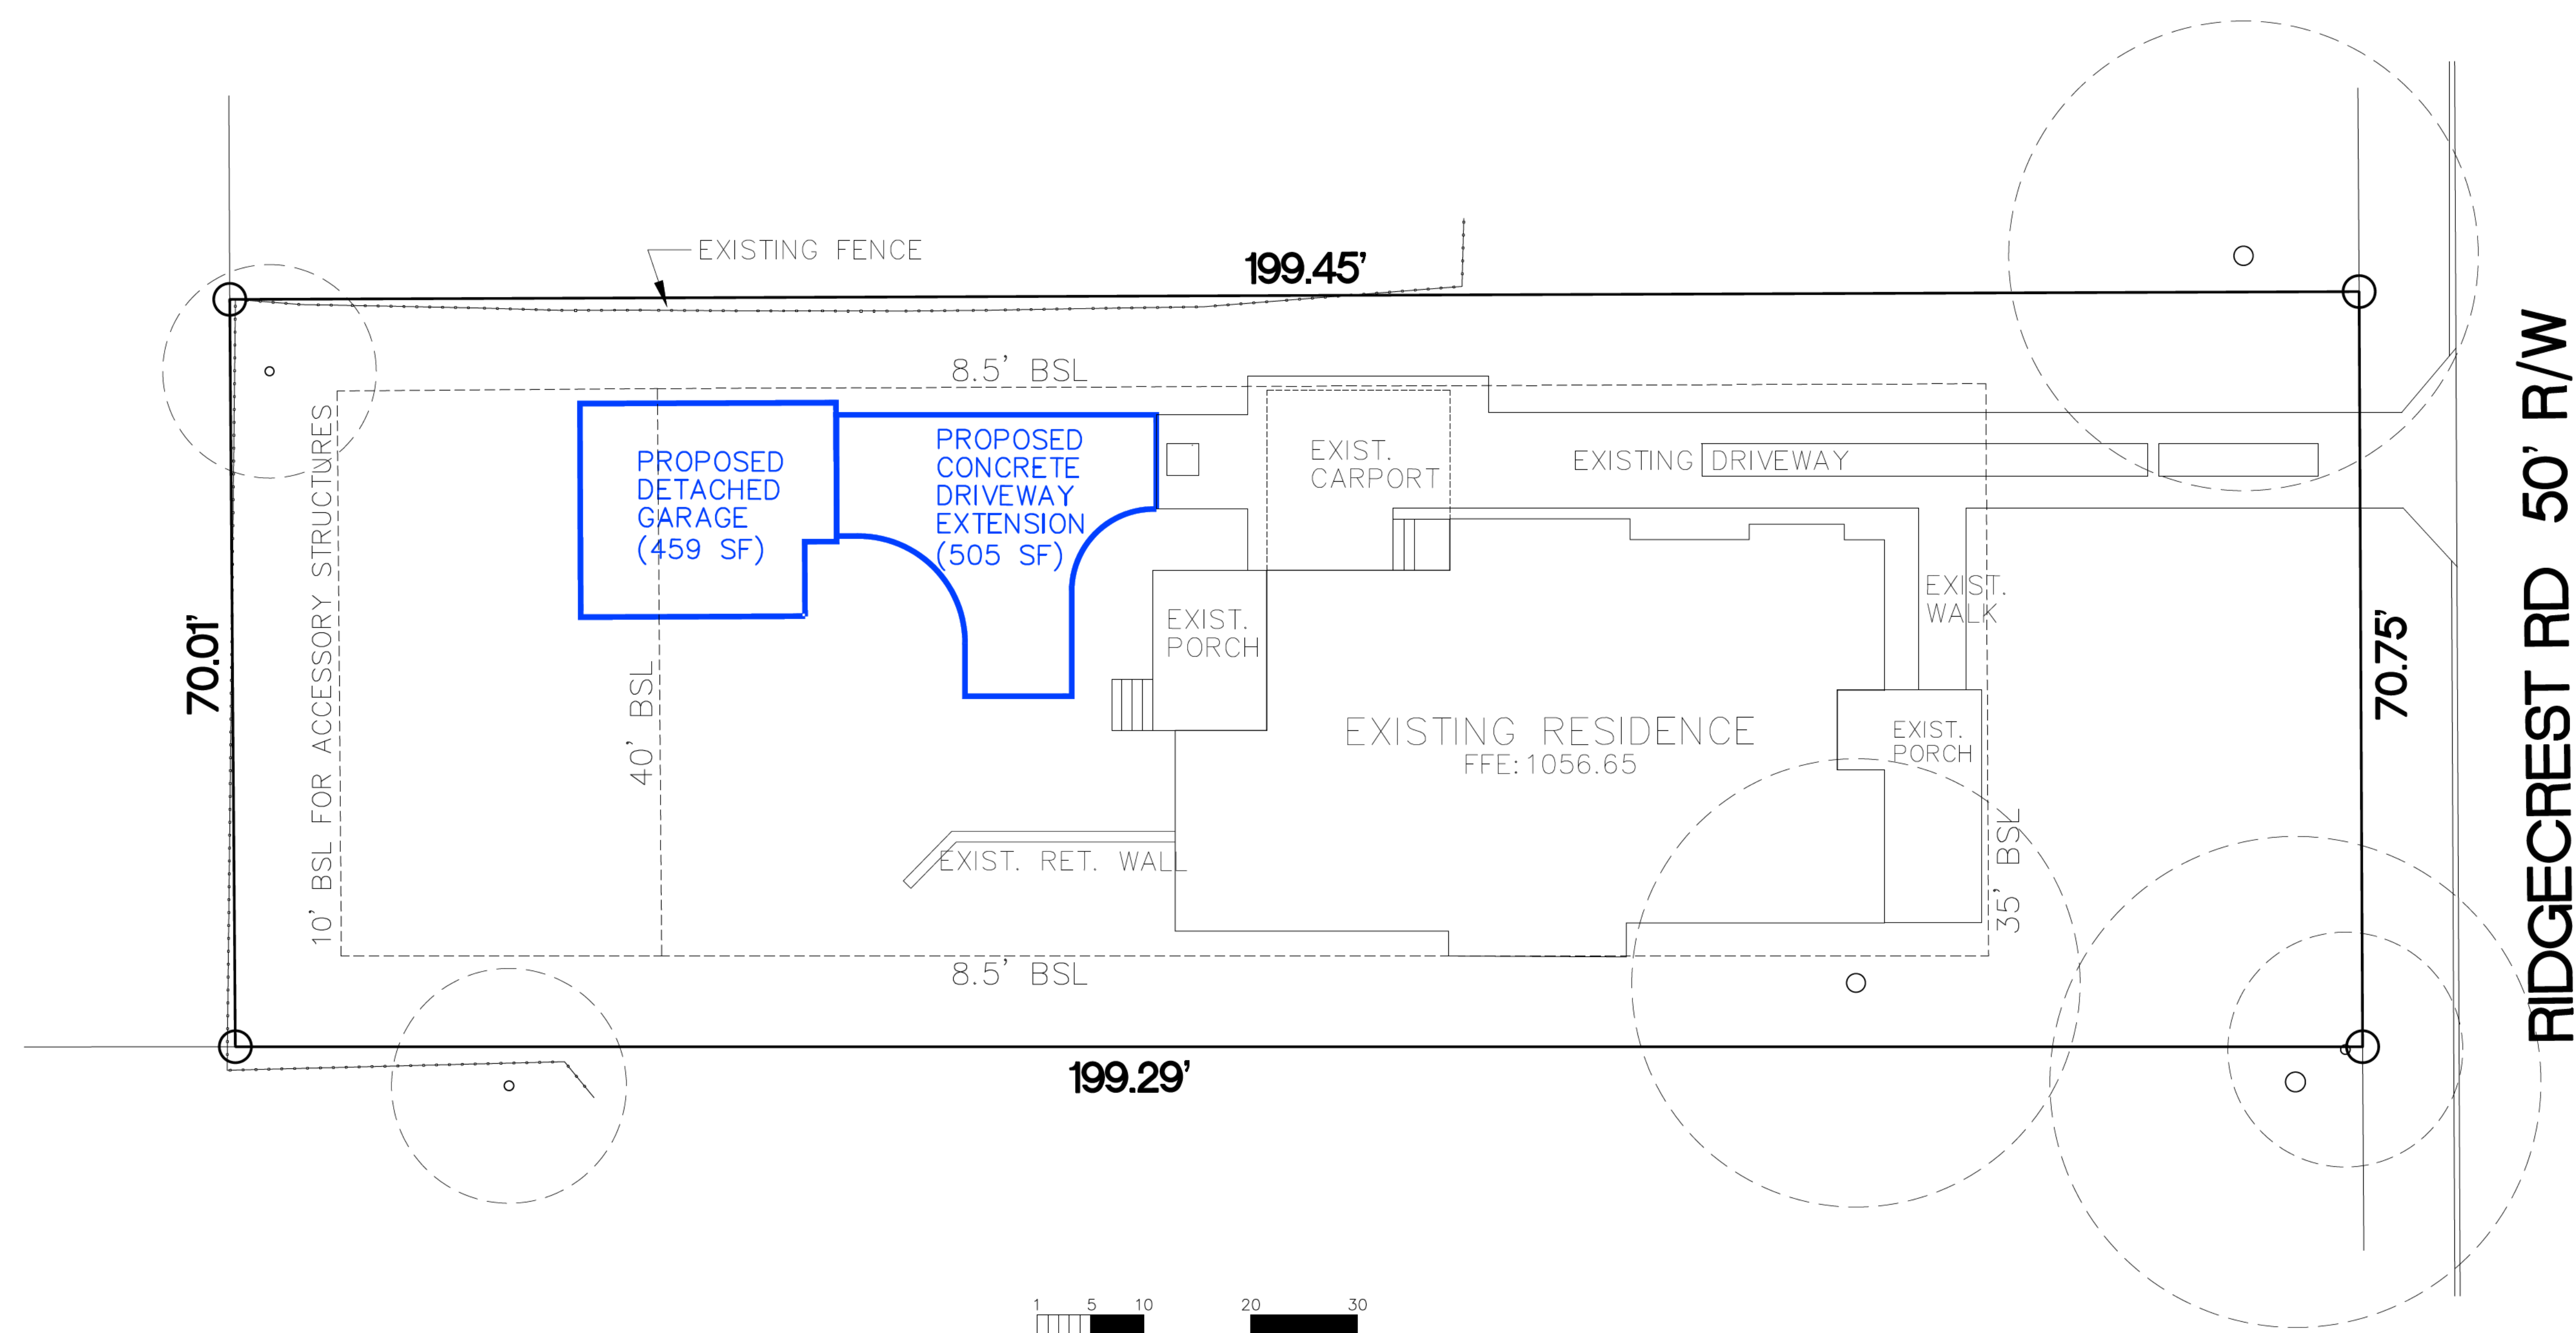 EXISTING FENCE
199.45'
8.5' BSL
PROPOSED
DETACHED
GARAGE
(459 SF)
PROPOSED
CONCRETE
DRIVEWAY
EXTENSION
(505 SF)
EXIST.
CARPORT
EXISTING DRIVEWAY
10' BSL FOR ACCESSORY STRUCTURES
EXIST.
PORCH
EXIST.
WALK
70.01'
40' BSL
EXISTING RESIDENCE
FFE:1056.65
EXIST.
PORCH
70.75'
RIDGECREST RD 50' R/W
EXIST. RET. WALL
35' BSL
8.5' BSL
199.29'
1 5 10 20 30